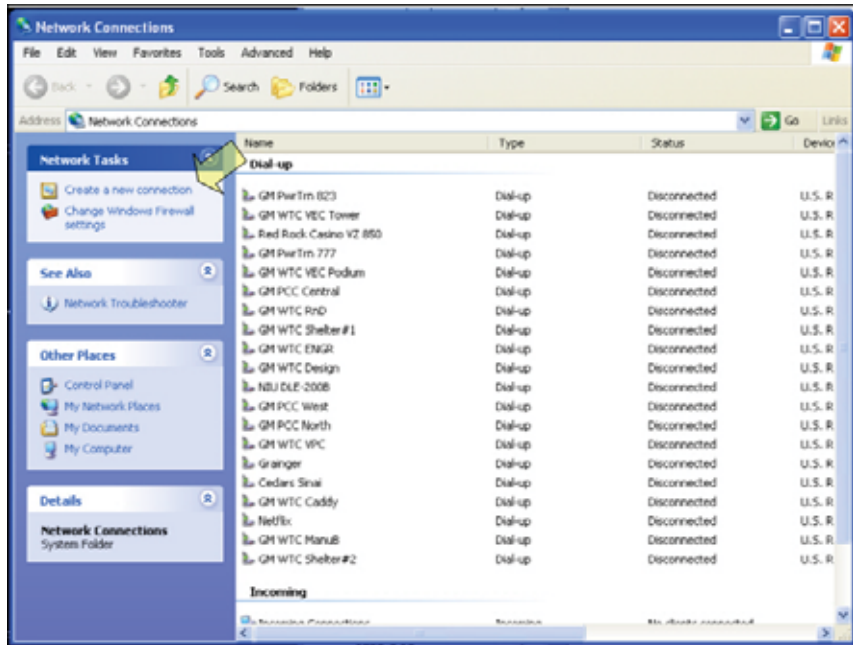 Network Connections
File Edit View Favorites Tools Advanced Help
Back Search Folders
Address Network Connections Go Links
Network Tasks
Create a new connection
Change Windows Firewall
settings
See Also
Network Troubleshooter
Other Places
Control Panel
My Network Places
My Documents
My Computer
Details
Network Connections
System Folder
Name Type Status Device
Dial-up
GM PwrTrn 823 Dial-up Disconnected U.S. R
GM WTC VEC Tower Dial-up Disconnected U.S. R
Red Rock Casino VZ 850 Dial-up Disconnected U.S. R
GM PwrTrn 777 Dial-up Disconnected U.S. R
GM WTC VEC Podium Dial-up Disconnected U.S. R
GM PCC Central Dial-up Disconnected U.S. R
GM WTC RnD Dial-up Disconnected U.S. R
GM WTC Shelter#1 Dial-up Disconnected U.S. R
GM WTC ENGR Dial-up Disconnected U.S. R
GM WTC Design Dial-up Disconnected U.S. R
NIU DLE-2008 Dial-up Disconnected U.S. R
GM PCC West Dial-up Disconnected U.S. R
GM PCC North Dial-up Disconnected U.S. R
GM WTC VPC Dial-up Disconnected U.S. R
Grainger Dial-up Disconnected U.S. R
Cedars Sinai Dial-up Disconnected U.S. R
GM WTC Caddy Dial-up Disconnected U.S. R
Netflix Dial-up Disconnected U.S. R
GM WTC ManuB Dial-up Disconnected U.S. R
GM WTC Shelter#2 Dial-up Disconnected U.S. R
Incoming
Incoming Connections Incoming No clients connected